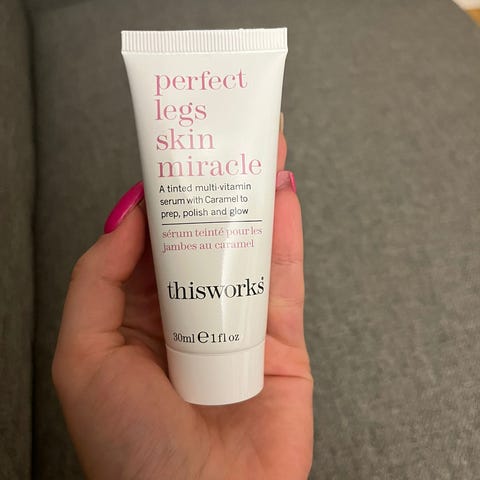 perfect
legs
skin
miracle
A tinted multi-vitamin
serum with Caramel to
prep, polish and glow
sérum teinté pour les
jambes au caramel
thisworks®
30ml ℮ 1fl oz